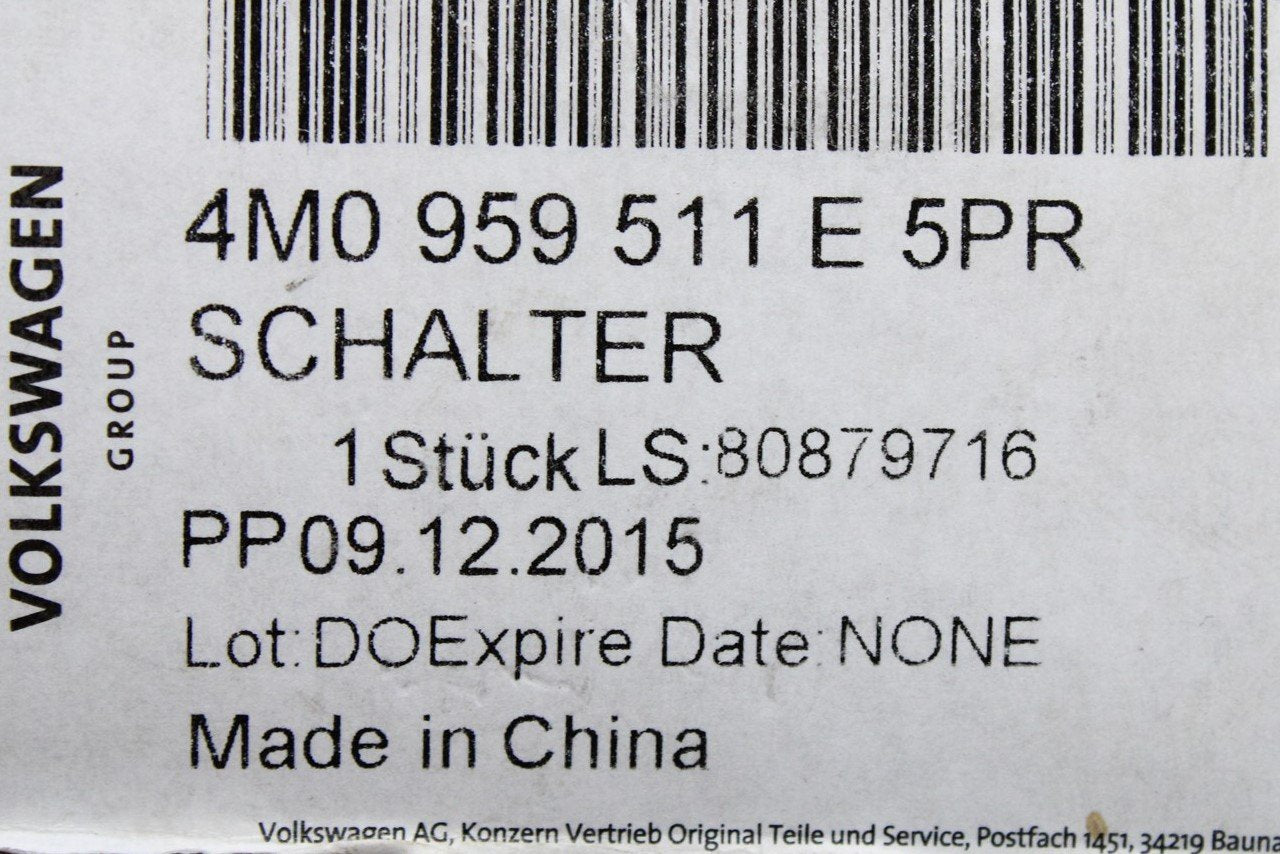 VOLKSWAGEN
GROUP
4M0 959 511 E 5PR
SCHALTER
1 Stück LS:80879716
PP 09.12.2015
Lot:DOExpire Date:NONE
Made in China
Volkswagen AG, Konzern Vertrieb Original Teile und Service, Postfach 1451, 34219 Bauna